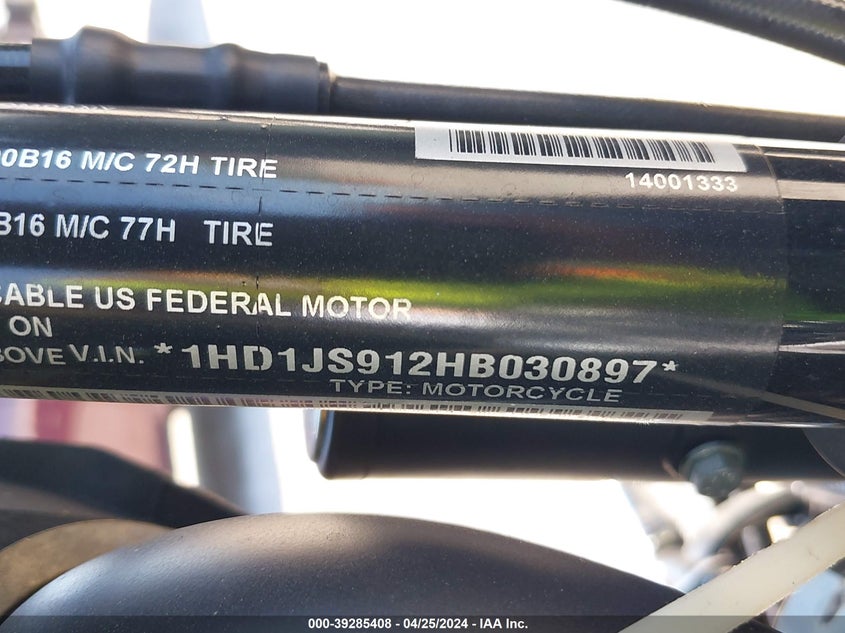 0B16 M/C 72H TIRE
14001333
B16 M/C 77H TIRE
CABLE US FEDERAL MOTOR
ON
BOVE V.I.N. *1HD1JS912HB030897*
TYPE: MOTORCYCLE
000-39285408 - 04/25/2024 - IAA Inc.